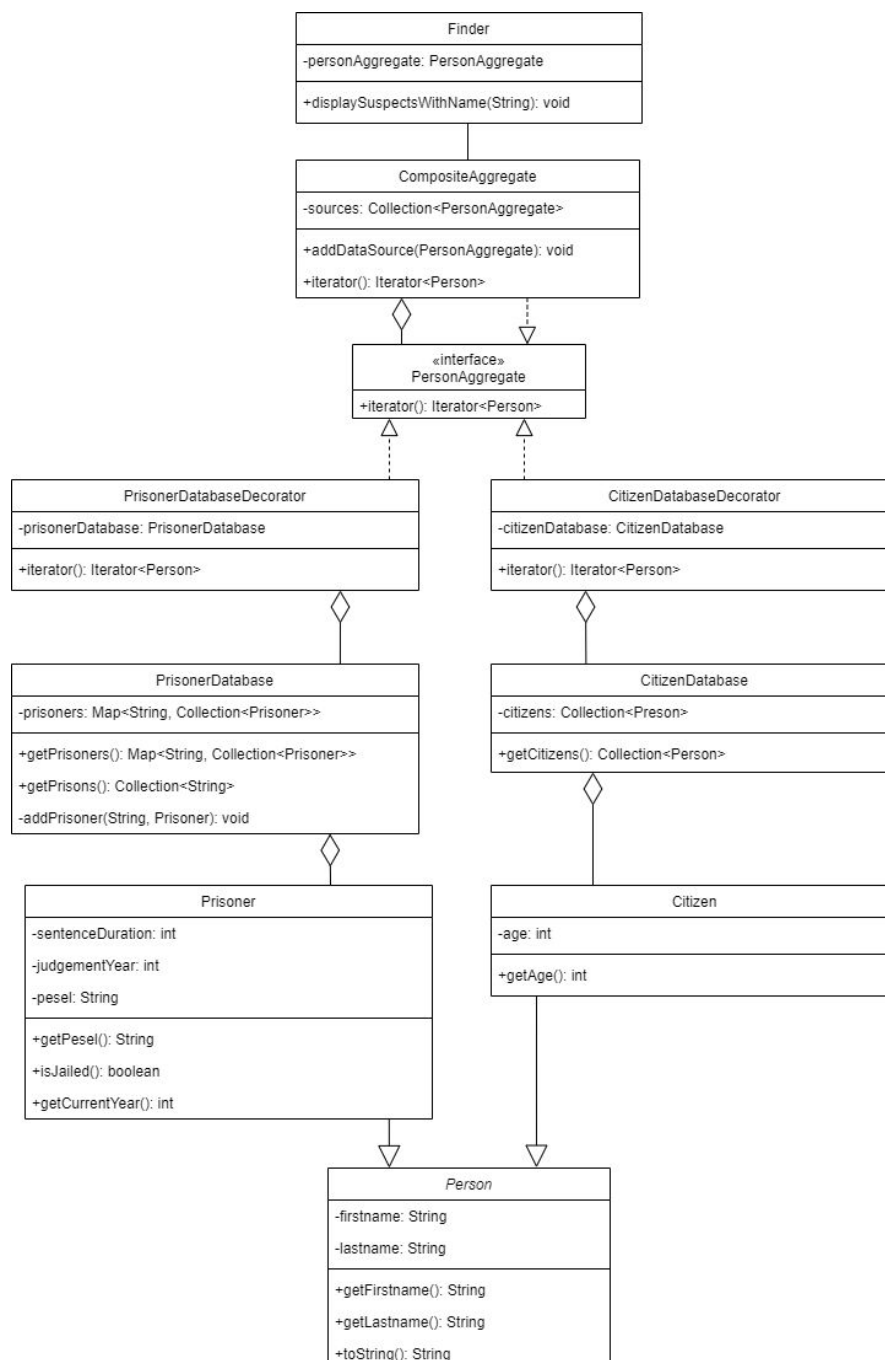 Finder
-personAggregate: PersonAggregate
+displaySuspectsWithName(String): void
CompositeAggregate
-sources: Collection<PersonAggregate>
+addDataSource(PersonAggregate): void
+iterator(): Iterator<Person>
«interface»
PersonAggregate
+iterator(): Iterator<Person>
PrisonerDatabaseDecorator
-prisonerDatabase: PrisonerDatabase
+iterator(): Iterator<Person>
CitizenDatabaseDecorator
-citizenDatabase: CitizenDatabase
+iterator(): Iterator<Person>
PrisonerDatabase
-prisoners: Map<String, Collection<Prisoner>>
+getPrisoners(): Map<String, Collection<Prisoner>>
+getPrisons(): Collection<String>
-addPrisoner(String, Prisoner): void
CitizenDatabase
-citizens: Collection<Preson>
+getCitizens(): Collection<Person>
Prisoner
-sentenceDuration: int
-judgementYear: int
-pesel: String
+getPesel(): String
+isJailed(): boolean
+getCurrentYear(): int
Citizen
-age: int
+getAge(): int
Person
-firstname: String
-lastname: String
+getFirstname(): String
+getLastname(): String
+toString(): String